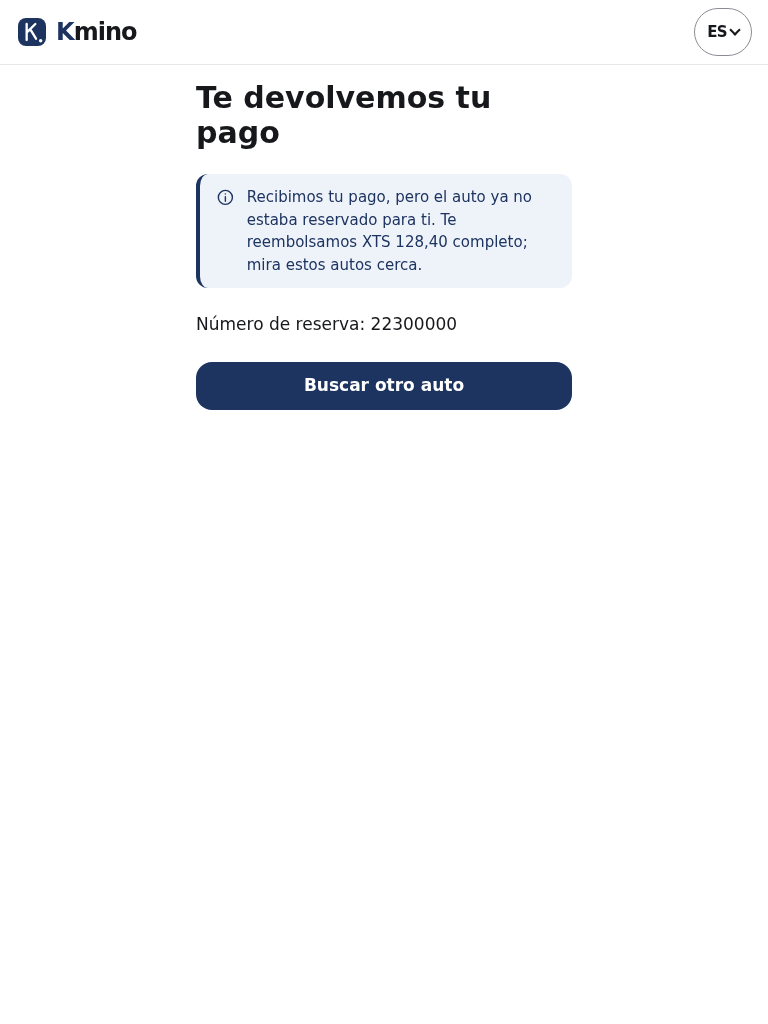 K. Kmino
ES
Te devolvemos tu
pago
Recibimos tu pago, pero el auto ya no
estaba reservado para ti. Te
reembolsamos XTS 128,40 completo;
mira estos autos cerca.
Número de reserva: 22300000
Buscar otro auto